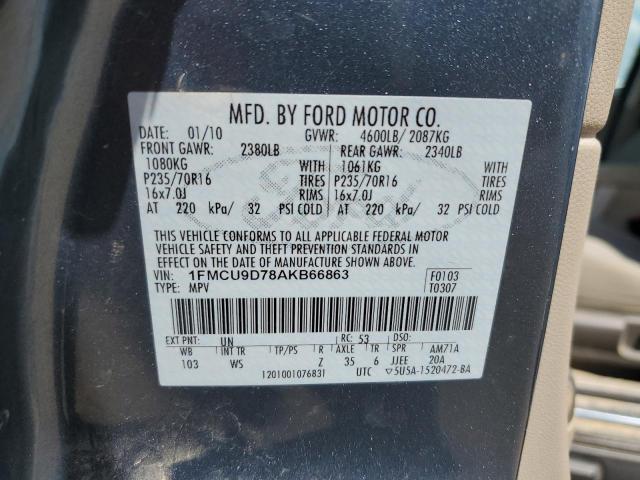 MFD. BY FORD MOTOR CO.
DATE: 01/10 GVWR: 4600LB/ 2087KG
FRONT GAWR: 2380LB REAR GAWR: 2340LB
1080KG WITH 1061KG WITH
P235/70R16 TIRES P235/70R16 TIRES
16x7.0J RIMS 16x7.0J RIMS
AT 220 kPa/ 32 PSI COLD AT 220 kPa/ 32 PSI COLD
THIS VEHICLE CONFORMS TO ALL APPLICABLE FEDERAL MOTOR
VEHICLE SAFETY AND THEFT PREVENTION STANDARDS IN
EFFECT ON THE DATE OF MANUFACTURE SHOWN ABOVE.
VIN: 1FMCU9D78AKB66863 F0103
TYPE: MPV T0307
EXT PNT: UN RC: 53 DSO:
WB INT TR TP/PS R AXLE TR SPR AM71A
103 WS Z 35 6 JJEE 20A
1201001076831 UTC ▽5U5A-1520472-BA